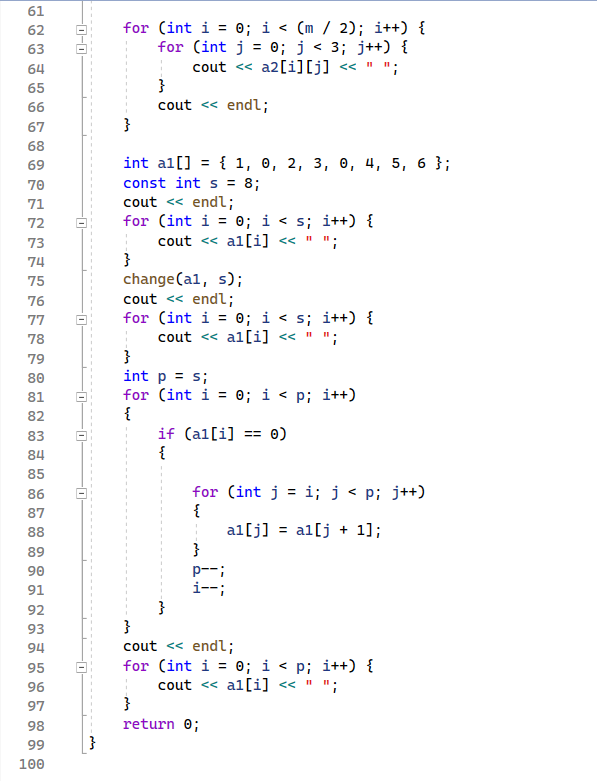 61
62 for (int i = 0; i < (m / 2); i++) {
63 for (int j = 0; j < 3; j++) {
64 cout << a2[i][j] << " ";
65 }
66 cout << endl;
67 }
68
69 int a1[] = { 1, 0, 2, 3, 0, 4, 5, 6 };
70 const int s = 8;
71 cout << endl;
72 for (int i = 0; i < s; i++) {
73 cout << a1[i] << " ";
74 }
75 change(a1, s);
76 cout << endl;
77 for (int i = 0; i < s; i++) {
78 cout << a1[i] << " ";
79 }
80 int p = s;
81 for (int i = 0; i < p; i++)
82 {
83 if (a1[i] == 0)
84 {
85
86 for (int j = i; j < p; j++)
87 {
88 a1[j] = a1[j + 1];
89 }
90 p--;
91 i--;
92 }
93 }
94 cout << endl;
95 for (int i = 0; i < p; i++) {
96 cout << a1[i] << " ";
97 }
98 return 0;
99 }
100